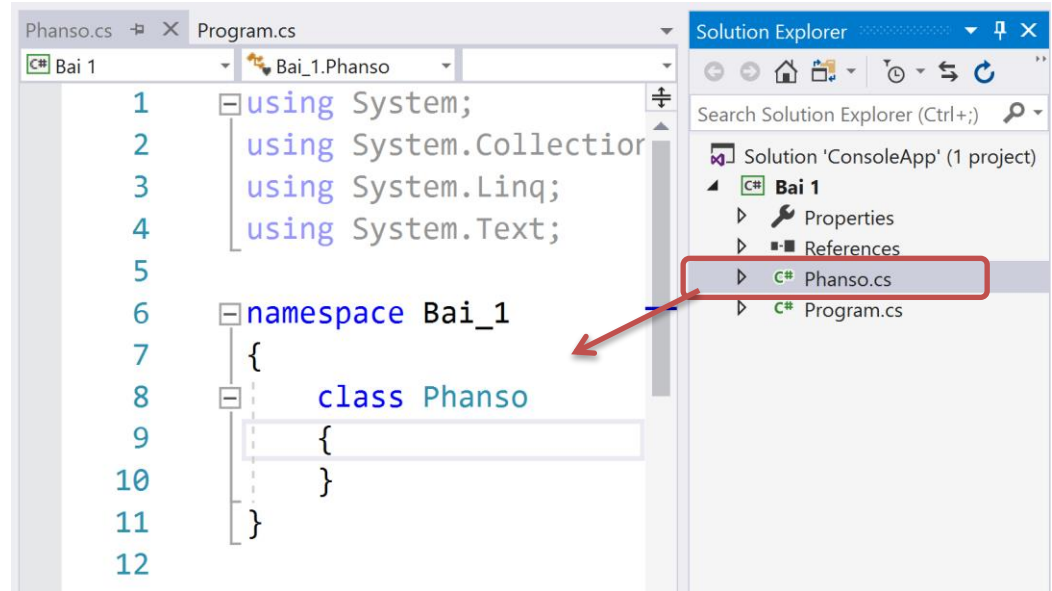 Phanso.cs Program.cs
C# Bai 1 Bai_1.Phanso
1 using System;
2 using System.Collection
3 using System.Linq;
4 using System.Text;
5
6 namespace Bai_1
7 {
8 class Phanso
9 {
10 }
11 }
12
Solution Explorer
Search Solution Explorer (Ctrl+;)
Solution 'ConsoleApp' (1 project)
C# Bai 1
Properties
References
C# Phanso.cs
C# Program.cs